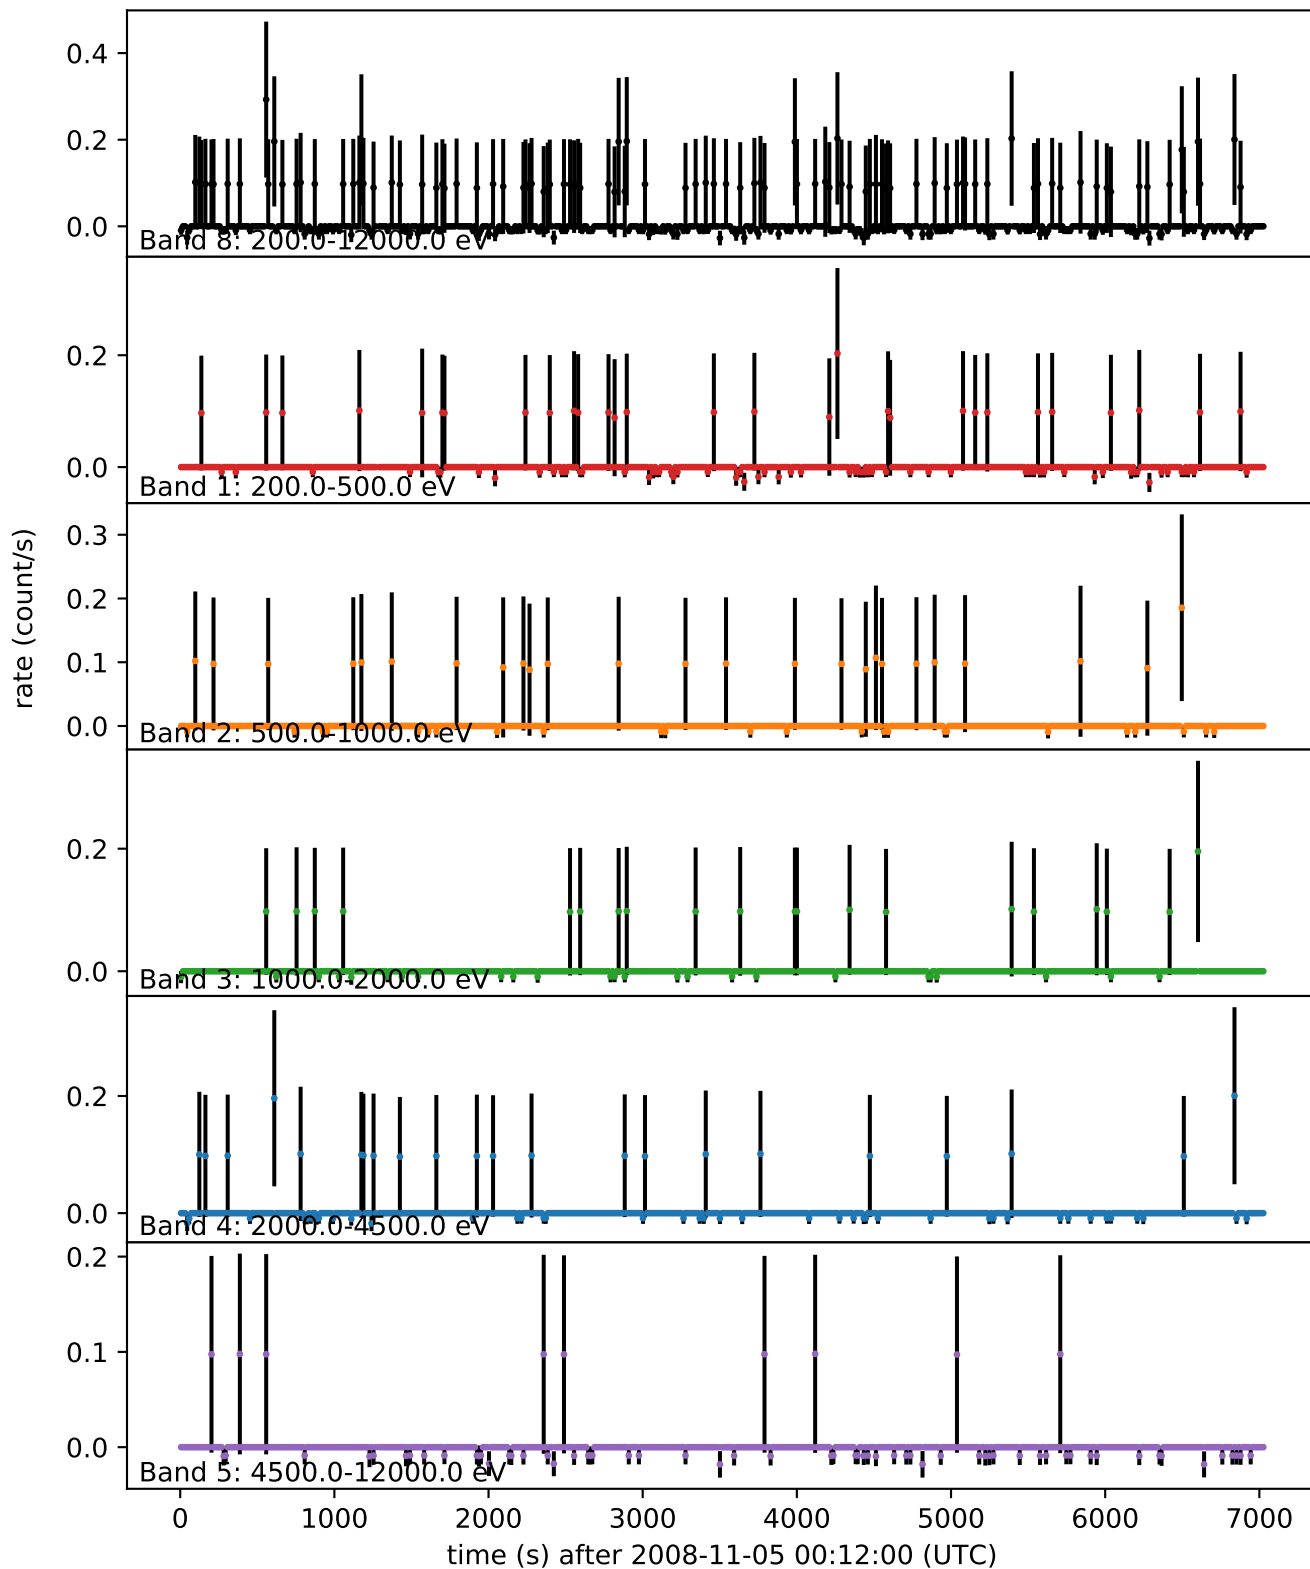 0.4
0.2
0.0
Band 8: 200.0-12000.0 eV
0.2
0.0
Band 1: 200.0-500.0 eV
rate (count/s)
0.3
0.2
0.1
0.0
Band 2: 500.0-1000.0 eV
0.2
0.0
Band 3: 1000.0-2000.0 eV
0.2
0.0
Band 4: 2000.0-4500.0 eV
0.2
0.1
0.0
Band 5: 4500.0-12000.0 eV
0 1000 2000 3000 4000 5000 6000 7000
time (s) after 2008-11-05 00:12:00 (UTC)